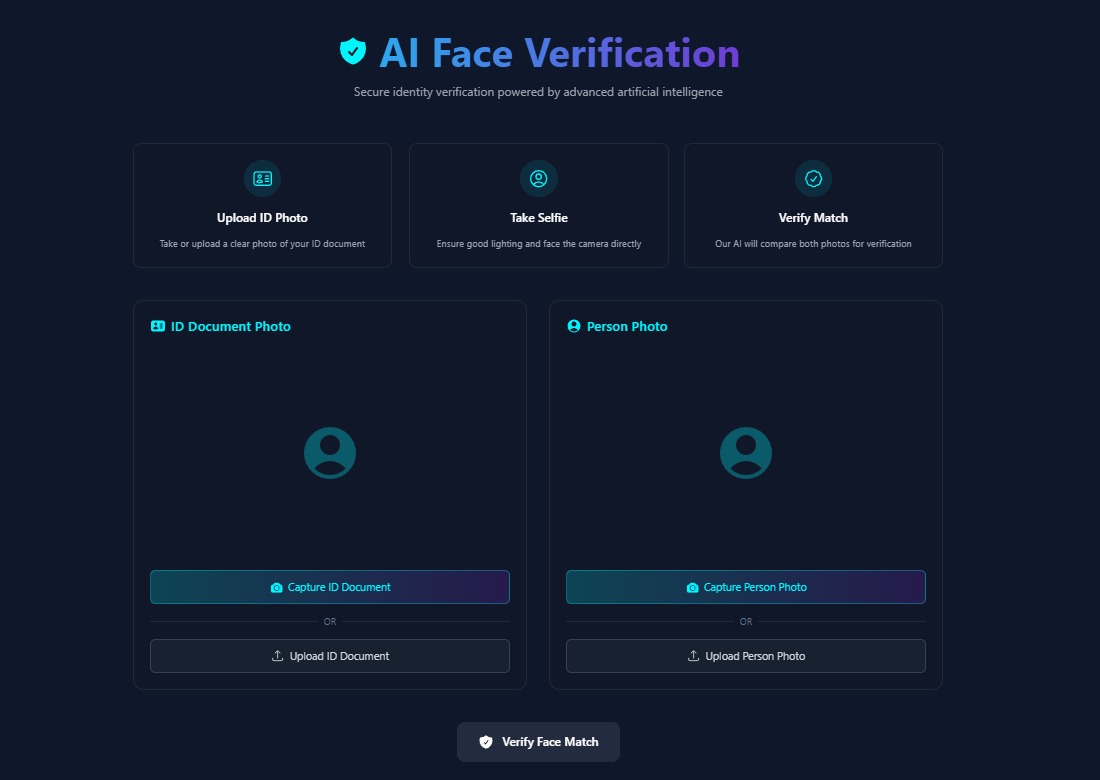 AI Face Verification
Secure identity verification powered by advanced artificial intelligence
Upload ID Photo
Take or upload a clear photo of your ID document
Take Selfie
Ensure good lighting and face the camera directly
Verify Match
Our AI will compare both photos for verification
ID Document Photo
Capture ID Document
OR
Upload ID Document
Person Photo
Capture Person Photo
OR
Upload Person Photo
Verify Face Match